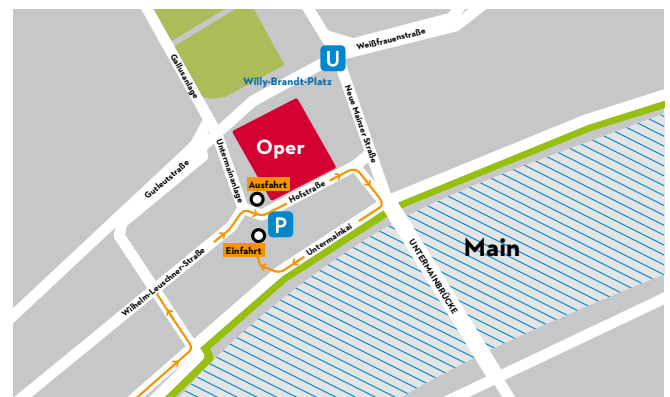 Gallusanlage
U
Weißfrauenstraße
Willy-Brandt-Platz
Neue Mainzer Straße
Oper
Untermainanlage
Gutleutstraße
Ausfahrt
Hofstraße
P
Einfahrt
Untermainkai
Main
Wilhelm-Leuschner-Straße
UNTERMAINBRÜCKE